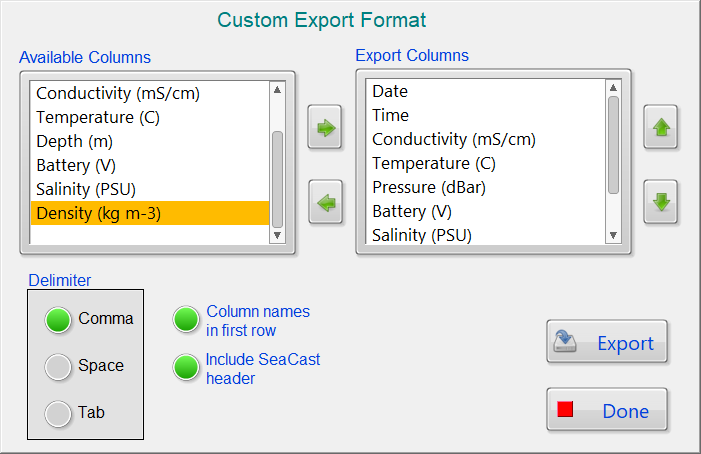 Custom Export Format
Available Columns
Conductivity (mS/cm)
Temperature (C)
Depth (m)
Battery (V)
Salinity (PSU)
Density (kg m-3)
Export Columns
Date
Time
Conductivity (mS/cm)
Temperature (C)
Pressure (dBar)
Battery (V)
Salinity (PSU)
Delimiter
Comma
Space
Tab
Column names
in first row
Include SeaCast
header
Export
Done